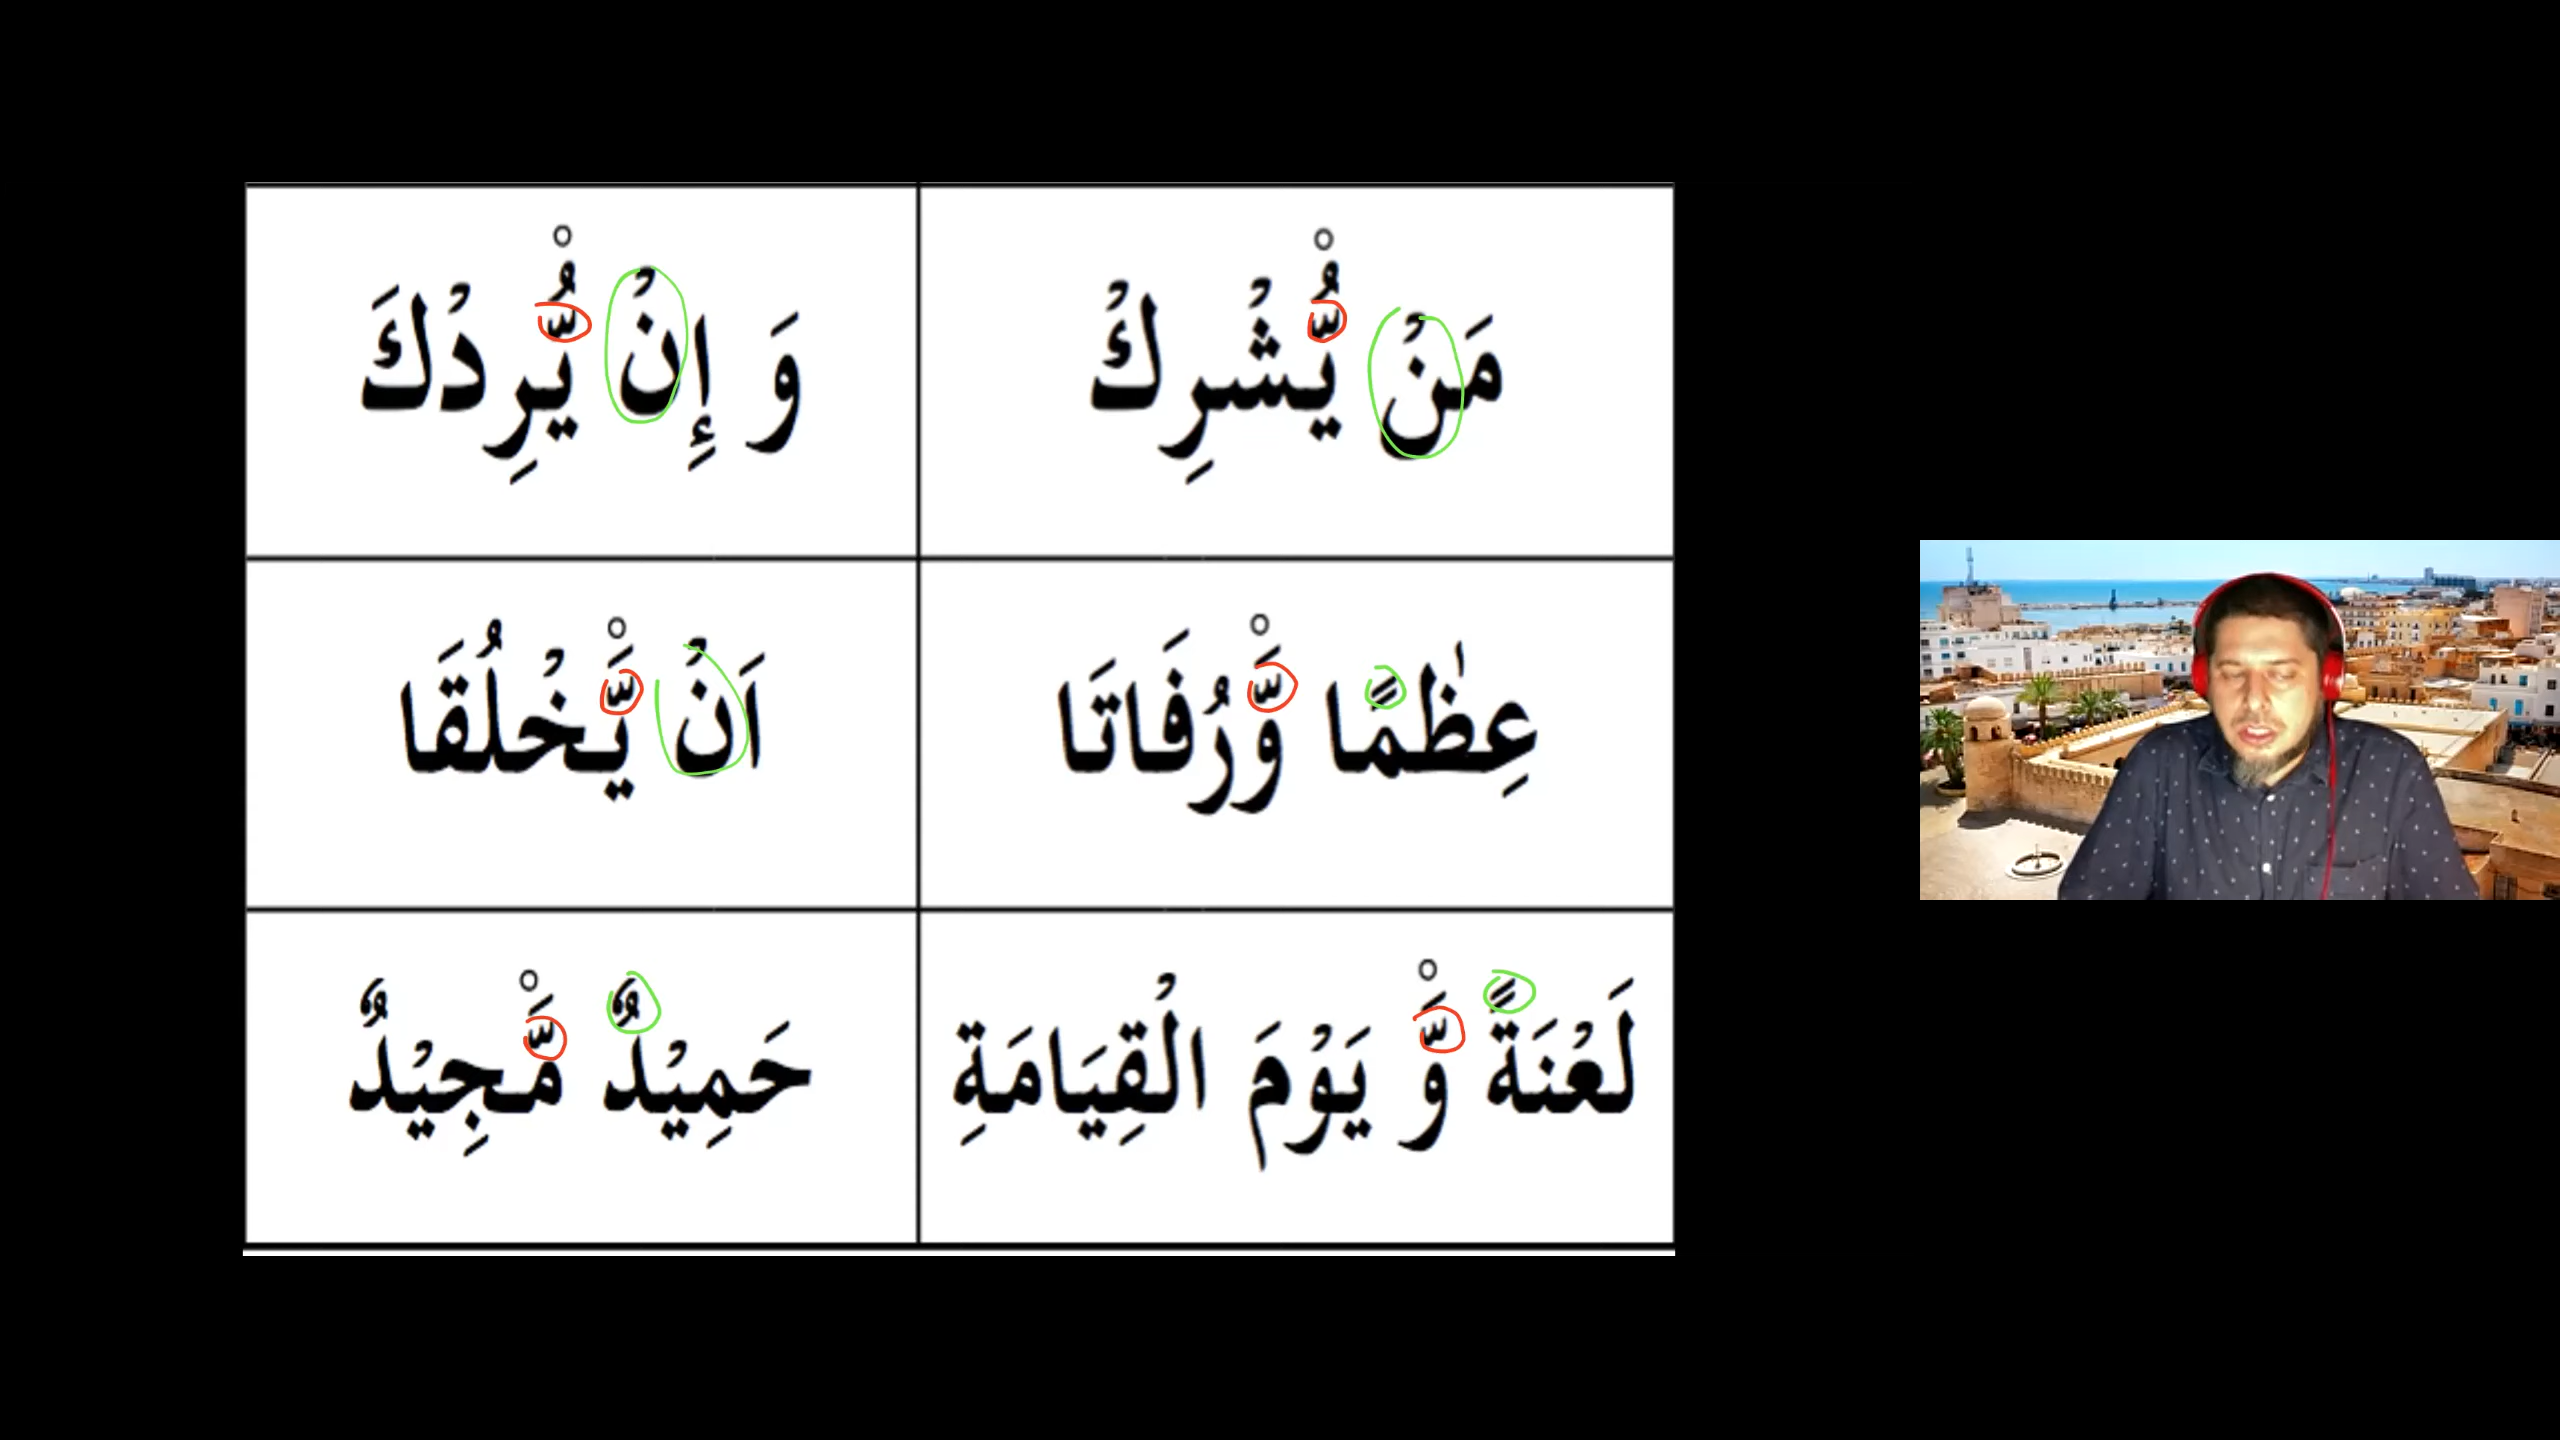 مَنْ يُّشْرِكْ
وَ إِنْ يُّرِدْكَ
عِظٰمًا وَّرُفَاتَا
اَنْ يَّخْلُقَا
لَعْنَةً وَّ يَوْمَ الْقِيَامَةِ
حَمِيْدٌ مَّجِيْدٌ